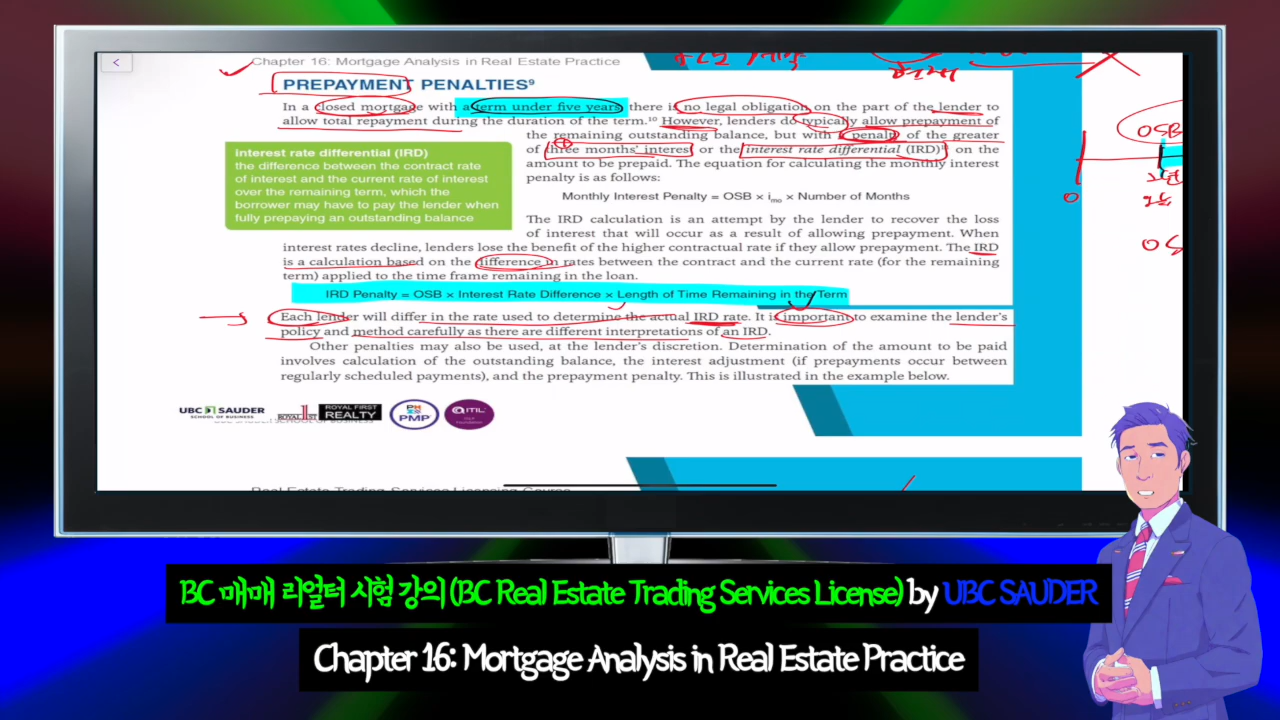 Chapter 16: Mortgage Analysis in Real Estate Practice
PREPAYMENT PENALTIES⁹
In a closed mortgage with a term under five years there is no legal obligation on the part of the lender to
allow total repayment during the duration of the term.¹⁰ However, lenders do typically allow prepayment of
the remaining outstanding balance, but with a penalty of the greater
of three months' interest or the interest rate differential (IRD) on the
amount to be prepaid. The equation for calculating the monthly interest
penalty is as follows:
interest rate differential (IRD)
the difference between the contract rate
of interest and the current rate of interest
over the remaining term, which the
borrower may have to pay the lender when
fully prepaying an outstanding balance
Monthly Interest Penalty = OSB × imo × Number of Months
The IRD calculation is an attempt by the lender to recover the loss
of interest that will occur as a result of allowing prepayment. When
interest rates decline, lenders lose the benefit of the higher contractual rate if they allow prepayment. The IRD
is a calculation based on the difference in rates between the contract and the current rate (for the remaining
term) applied to the time frame remaining in the loan.
IRD Penalty = OSB × Interest Rate Difference × Length of Time Remaining in the Term
Each lender will differ in the rate used to determine the actual IRD rate. It is important to examine the lender's
policy and method carefully as there are different interpretations of an IRD.
Other penalties may also be used, at the lender's discretion. Determination of the amount to be paid
involves calculation of the outstanding balance, the interest adjustment (if prepayments occur between
regularly scheduled payments), and the prepayment penalty. This is illustrated in the example below.
OSB
0
OS
UBC SAUDER
SCHOOL OF BUSINESS
ROYAL 1ST
ROYAL FIRST
REALTY
PMP
ITIL
Foundation
UBC SAUDER SCHOOL OF BUSINESS
Real Estate Trading Services Licensing Course
BC 매매 리얼터 시험 강의 (BC Real Estate Trading Services License) by UBC SAUDER
Chapter 16: Mortgage Analysis in Real Estate Practice